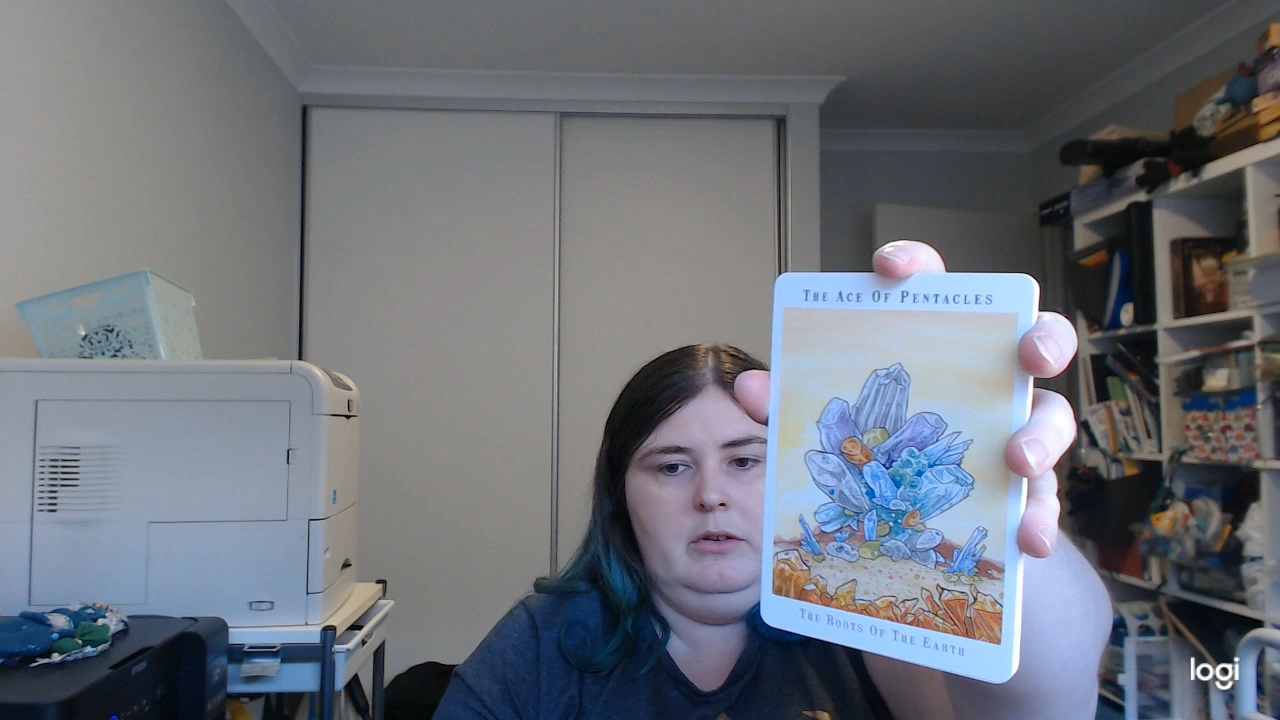 The Ace Of Pentacles
The Roots Of The Earth
logi